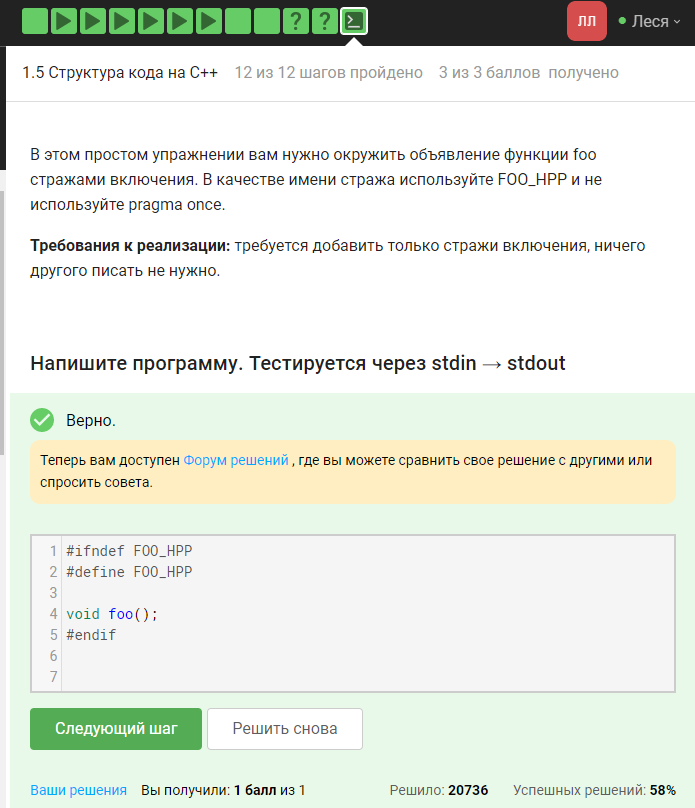 ? ? ЛЛ Леся
1.5 Структура кода на C++ 12 из 12 шагов пройдено 3 из 3 баллов получено
В этом простом упражнении вам нужно окружить объявление функции foo
стражами включения. В качестве имени стража используйте FOO_HPP и не
используйте pragma once.
Требования к реализации: требуется добавить только стражи включения, ничего
другого писать не нужно.
Напишите программу. Тестируется через stdin → stdout
Верно.
Теперь вам доступен Форум решений , где вы можете сравнить свое решение с другими или
спросить совета.
1 #ifndef FOO_HPP
2 #define FOO_HPP
3
4 void foo();
5 #endif
6
7
Следующий шаг Решить снова
Ваши решения Вы получили: 1 балл из 1 Решило: 20736 Успешных решений: 58%